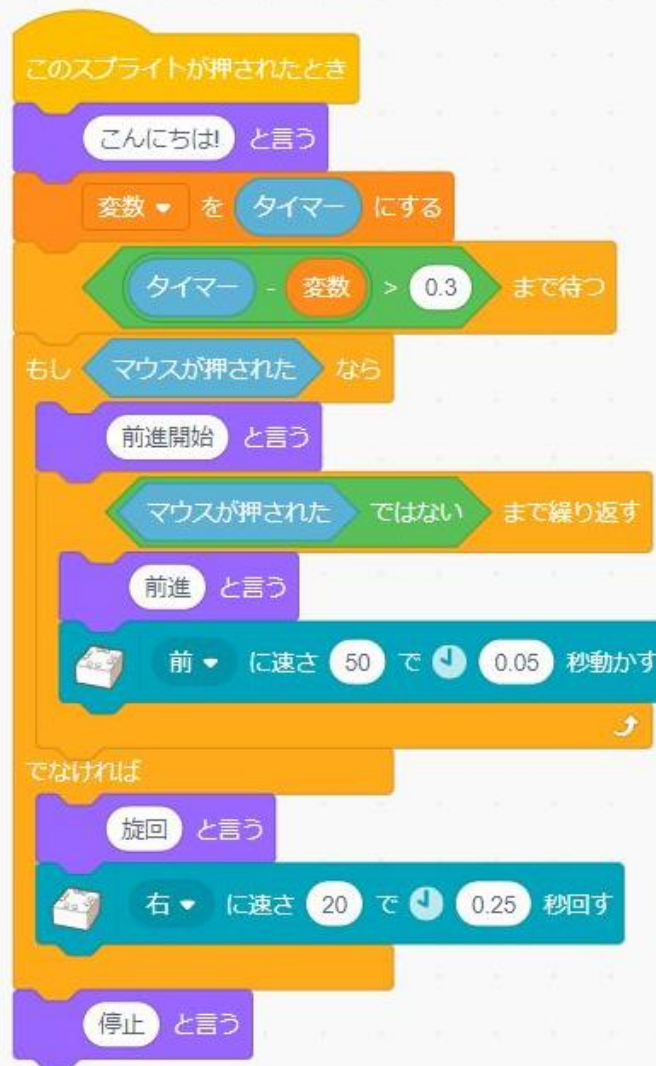 このスプライトが押されたとき
こんにちは! と言う
変数 を タイマー にする
タイマー - 変数 > 0.3 まで待つ
もし マウスが押された なら
前進開始 と言う
マウスが押された ではない まで繰り返す
前進 と言う
前 に速さ 50 で 0.05 秒動かす
でなければ
旋回 と言う
右 に速さ 20 で 0.25 秒回す
停止 と言う